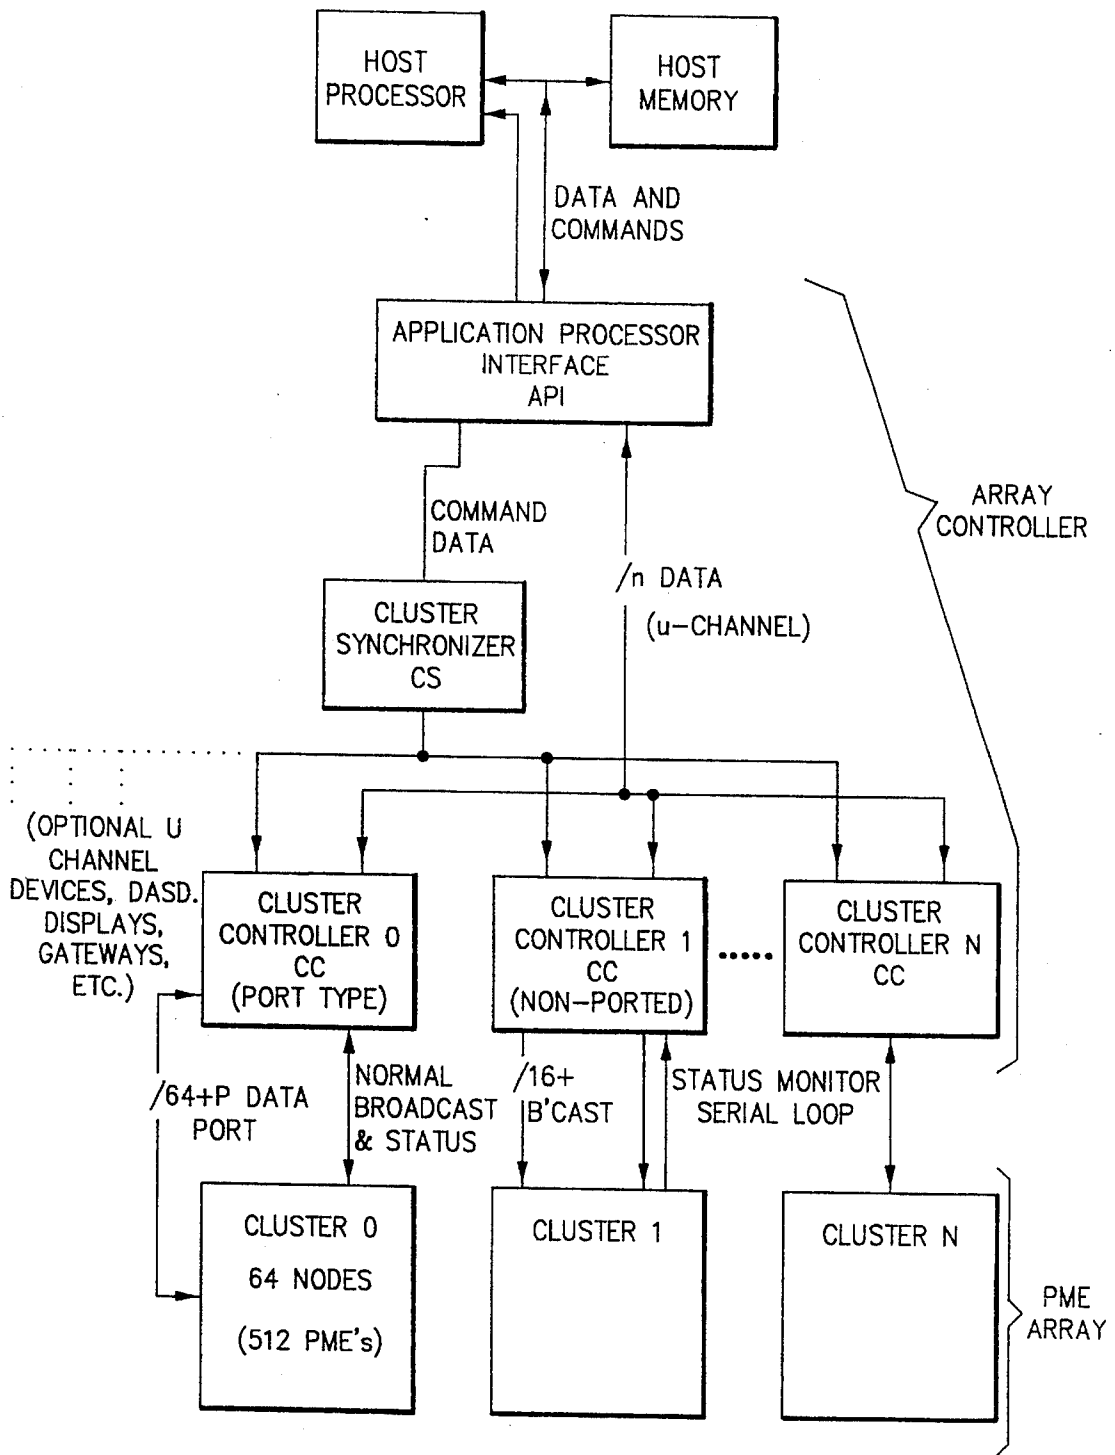 HOST
PROCESSOR
HOST
MEMORY
DATA AND
COMMANDS
APPLICATION PROCESSOR
INTERFACE
API
COMMAND
DATA
ARRAY
CONTROLLER
/n DATA
(u-CHANNEL)
CLUSTER
SYNCHRONIZER
CS
(OPTIONAL U
CHANNEL
DEVICES, DASD.
DISPLAYS,
GATEWAYS,
ETC.)
CLUSTER
CONTROLLER 0
CC
(PORT TYPE)
CLUSTER
CONTROLLER 1
CC
(NON-PORTED)
CLUSTER
CONTROLLER N
CC
/64+P DATA
PORT
NORMAL
BROADCAST
& STATUS
/16+
B'CAST
STATUS MONITOR
SERIAL LOOP
CLUSTER 0
64 NODES
(512 PME's)
CLUSTER 1
CLUSTER N
PME
ARRAY